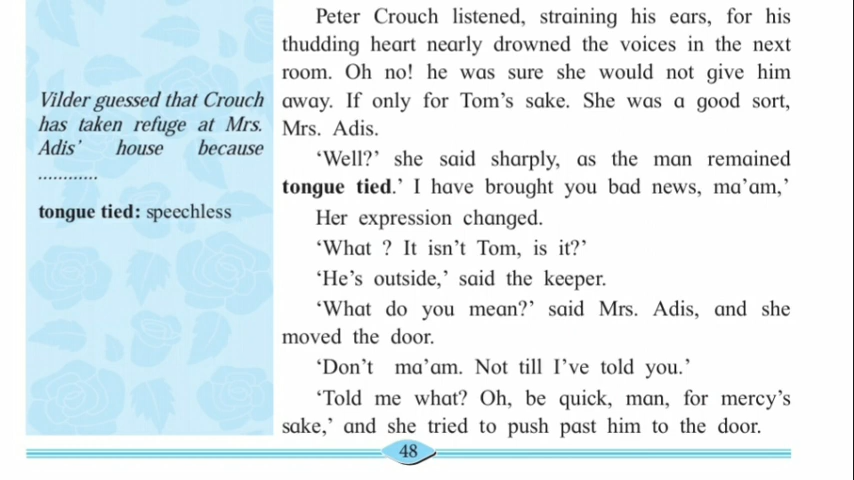 Vilder guessed that Crouch
has taken refuge at Mrs.
Adis' house because
............
tongue tied: speechless
Peter Crouch listened, straining his ears, for his
thudding heart nearly drowned the voices in the next
room. Oh no! he was sure she would not give him
away. If only for Tom's sake. She was a good sort,
Mrs. Adis.
‘Well?’ she said sharply, as the man remained
tongue tied.’ I have brought you bad news, ma’am,’
Her expression changed.
‘What ? It isn’t Tom, is it?’
‘He’s outside,’ said the keeper.
‘What do you mean?’ said Mrs. Adis, and she
moved the door.
‘Don’t ma’am. Not till I’ve told you.’
‘Told me what? Oh, be quick, man, for mercy’s
sake,’ and she tried to push past him to the door.
48